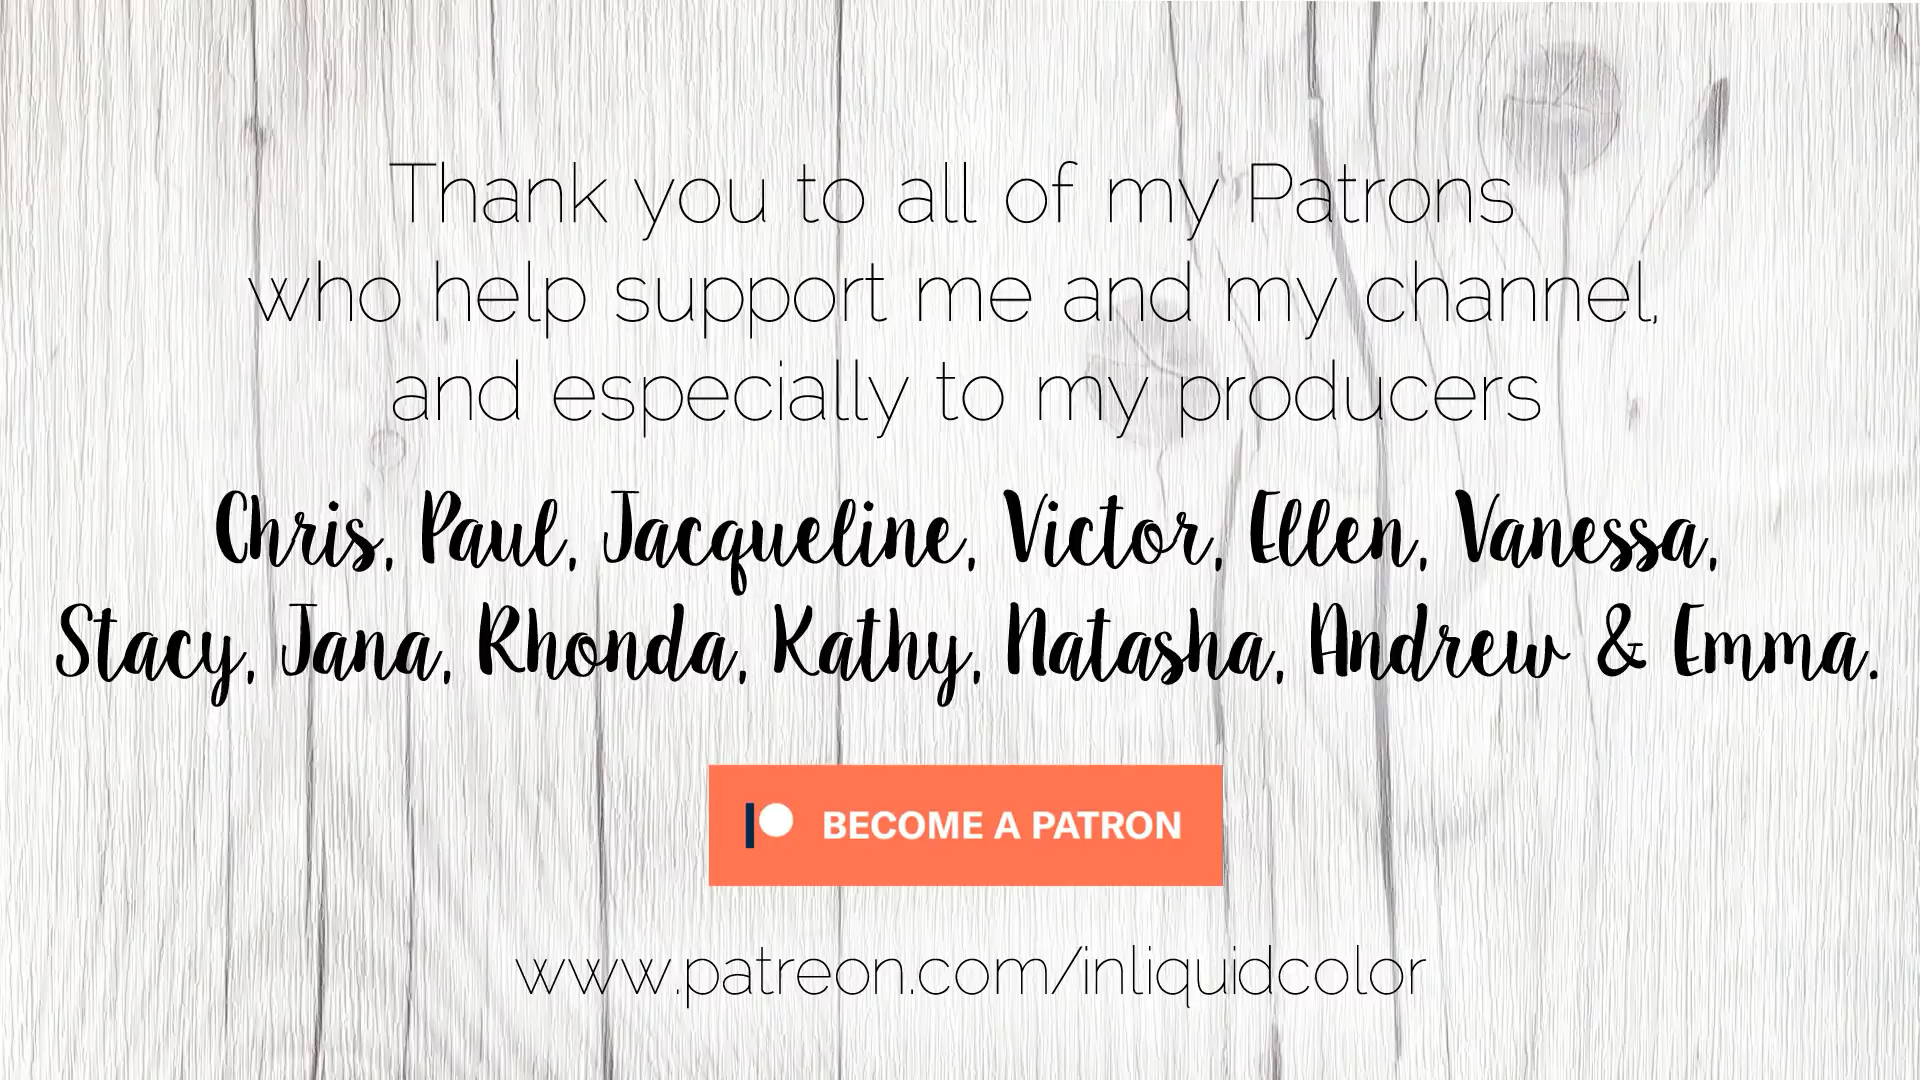 Thank you to all of my Patrons
who help support me and my channel,
and especially to my producers
Chris, Paul, Jacqueline, Victor, Ellen, Vanessa,
Stacy, Jana, Rhonda, Kathy, Natasha, Andrew & Emma.
BECOME A PATRON
www.patreon.com/inliquidcolor